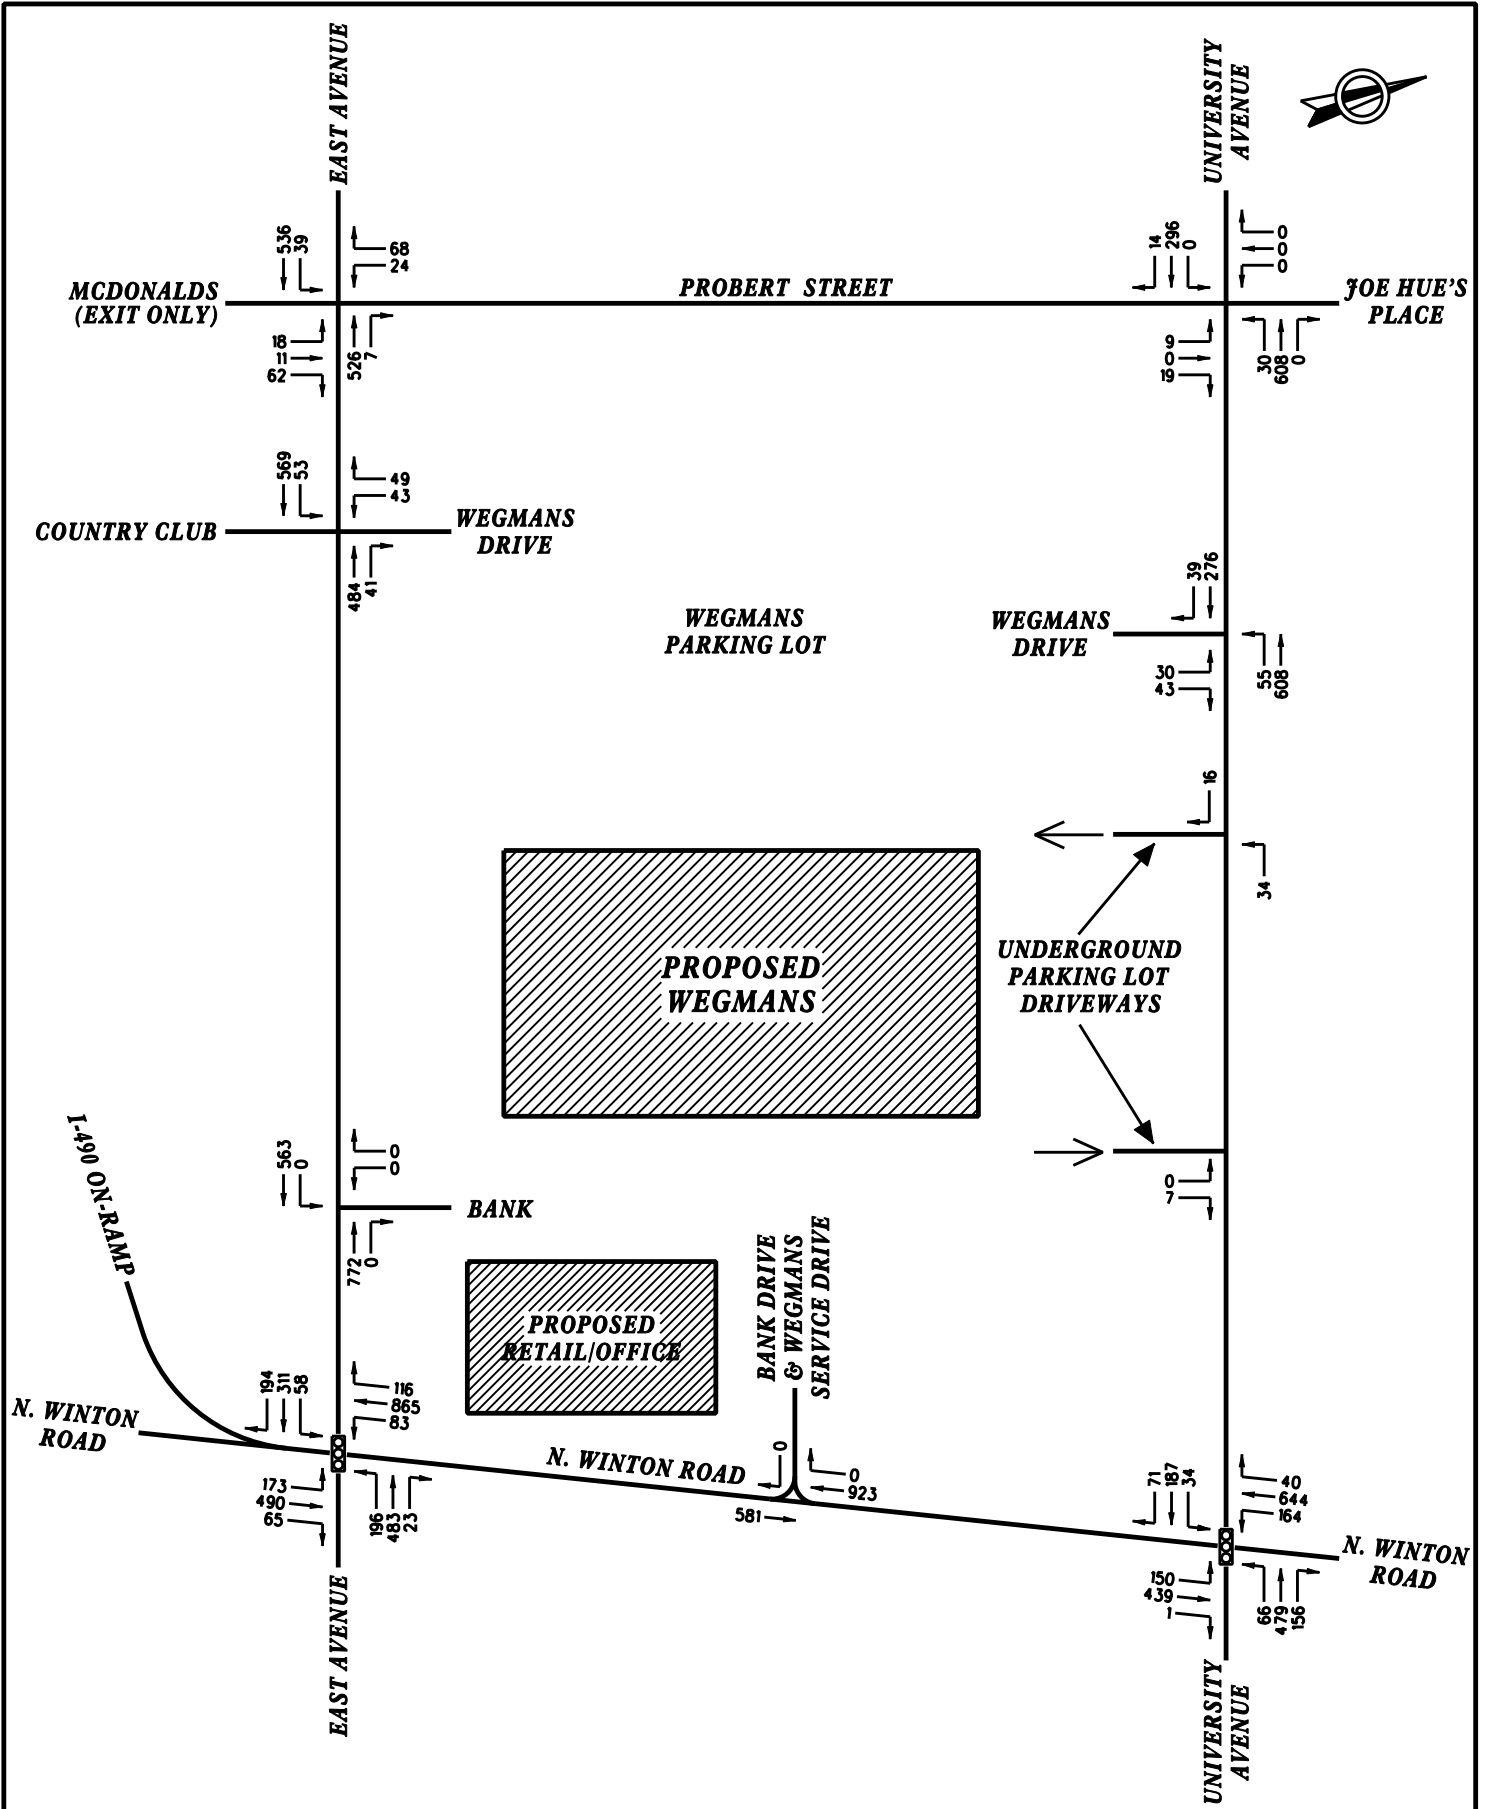 EAST AVENUE
UNIVERSITY
AVENUE
536
39
68
24
14
296
0
0
0
0
MCDONALDS
(EXIT ONLY)
PROBERT STREET
JOE HUE'S
PLACE
18
11
62
526
7
9
0
19
30
608
0
569
53
49
43
COUNTRY CLUB
WEGMANS
DRIVE
484
41
39
276
WEGMANS
PARKING LOT
WEGMANS
DRIVE
30
43
55
608
16
34
UNDERGROUND
PARKING LOT
DRIVEWAYS
PROPOSED
WEGMANS
I-490 ON-RAMP
563
0
0
0
BANK
772
0
0
7
BANK DRIVE
& WEGMANS
SERVICE DRIVE
PROPOSED
RETAIL/OFFICE
194
311
58
116
865
83
N. WINTON
ROAD
N. WINTON ROAD
0
0
923
581
173
490
65
196
483
23
71
187
34
40
644
164
N. WINTON
ROAD
150
439
1
66
479
156
EAST AVENUE
UNIVERSITY
AVENUE